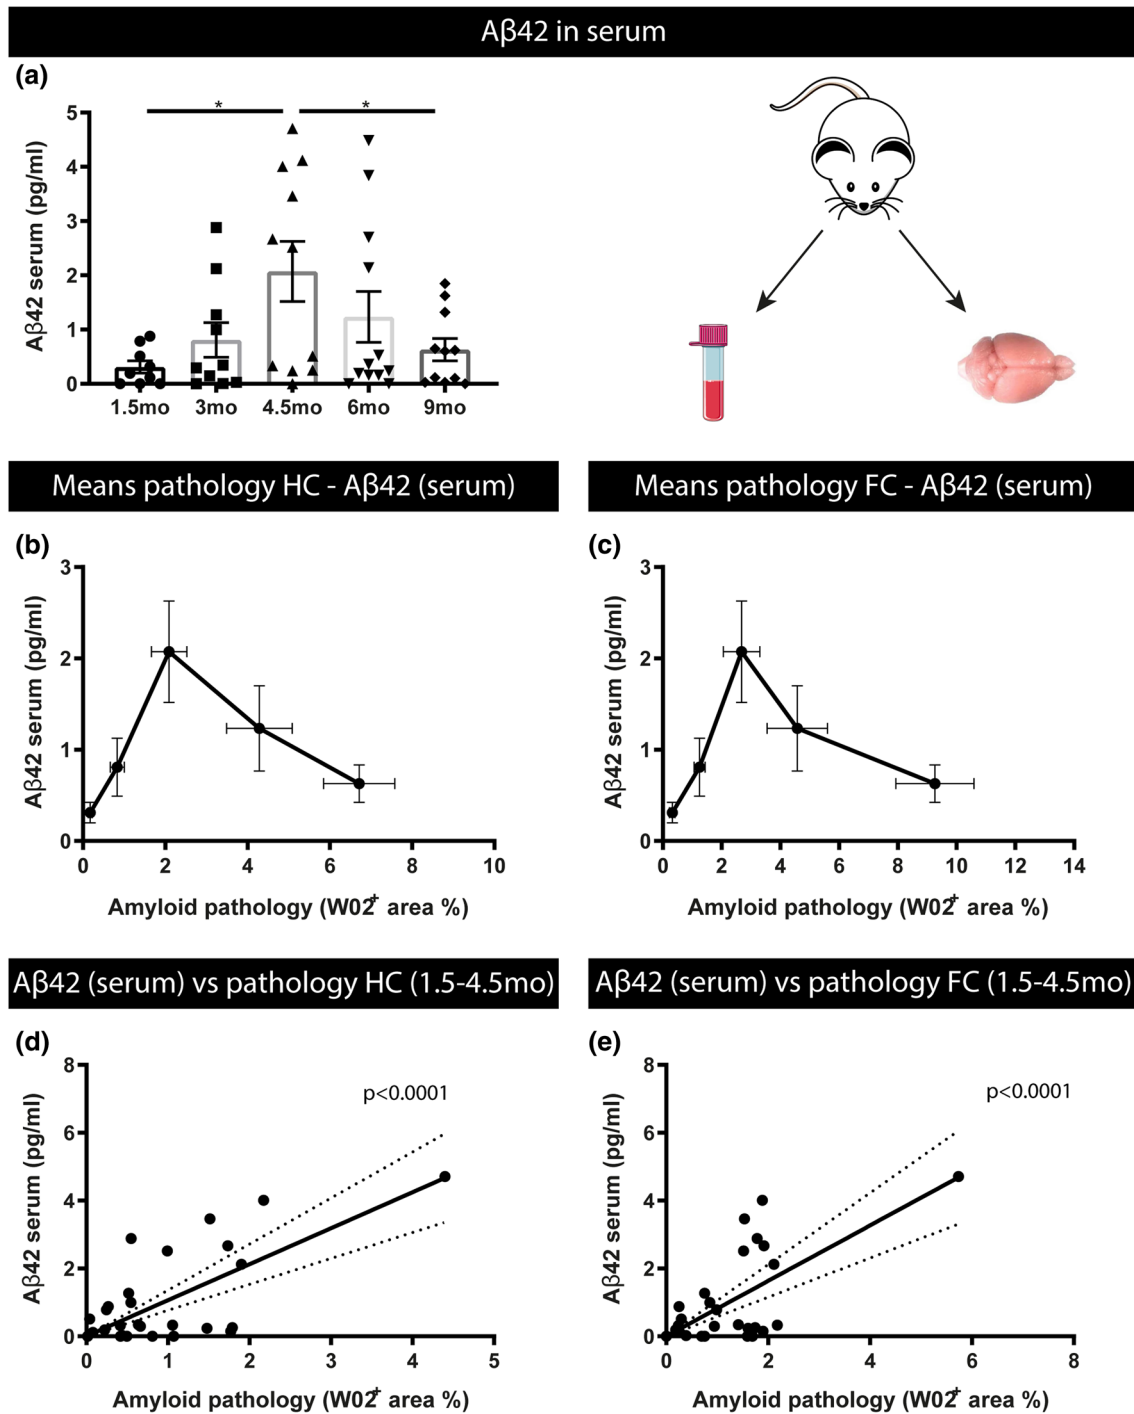 Aβ42 in serum
(a)
* *
5
4
3
2
1
0
Aβ42 serum (pg/ml)
1.5mo 3mo 4.5mo 6mo 9mo
Means pathology HC - Aβ42 (serum)
(b)
3
2
1
0
Aβ42 serum (pg/ml)
0 2 4 6 8 10
Amyloid pathology (W02+ area %)
Means pathology FC - Aβ42 (serum)
(c)
3
2
1
0
Aβ42 serum (pg/ml)
0 2 4 6 8 10 12 14
Amyloid pathology (W02+ area %)
Aβ42 (serum) vs pathology HC (1.5-4.5mo)
(d)
8
6
4
2
0
Aβ42 serum (pg/ml)
p<0.0001
0 1 2 3 4 5
Amyloid pathology (W02+ area %)
Aβ42 (serum) vs pathology FC (1.5-4.5mo)
(e)
8
6
4
2
0
Aβ42 serum (pg/ml)
p<0.0001
0 2 4 6 8
Amyloid pathology (W02+ area %)